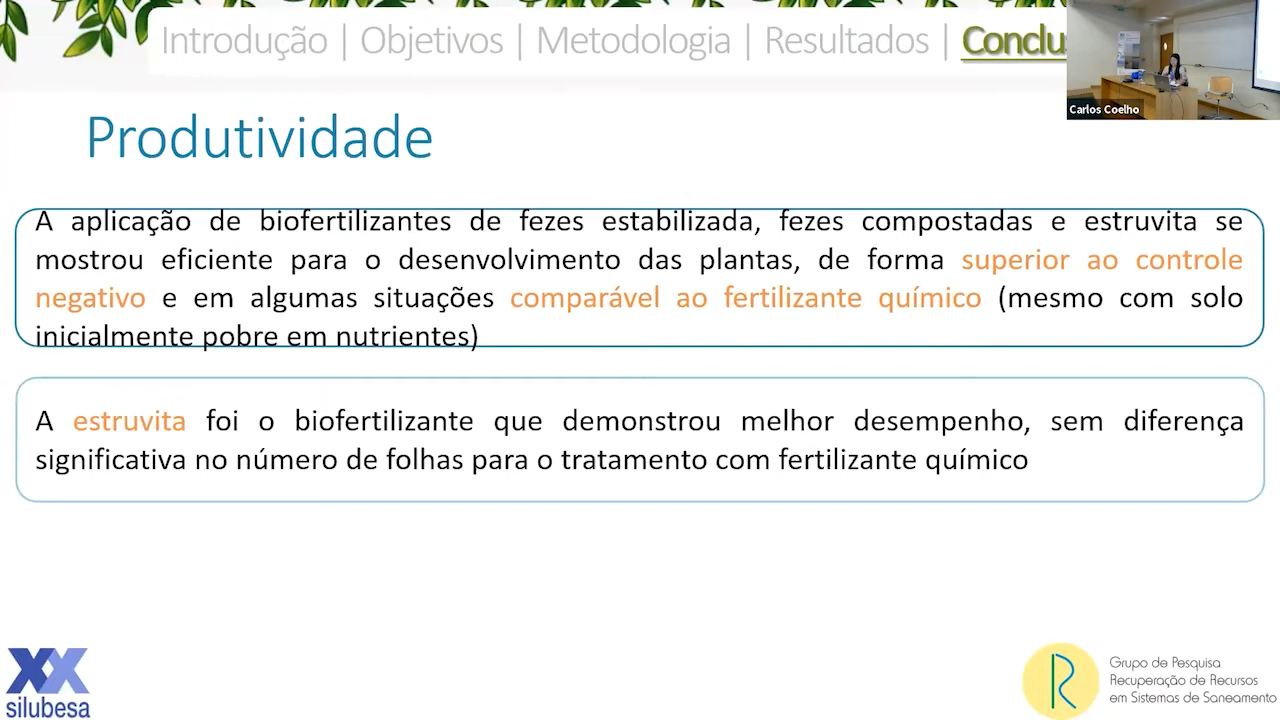 Introdução | Objetivos | Metodologia | Resultados |
Carlos Coelho
Produtividade
A aplicação de biofertilizantes de fezes estabilizada, fezes compostadas e estruvita se
mostrou eficiente para o desenvolvimento das plantas, de forma superior ao controle
negativo e em algumas situações comparável ao fertilizante químico (mesmo com solo
inicialmente pobre em nutrientes)
A estruvita foi o biofertilizante que demonstrou melhor desempenho, sem diferença
significativa no número de folhas para o tratamento com fertilizante químico
XX
silubesa
R
Grupo de Pesquisa
Recuperação de Recursos
em Sistemas de Saneamento